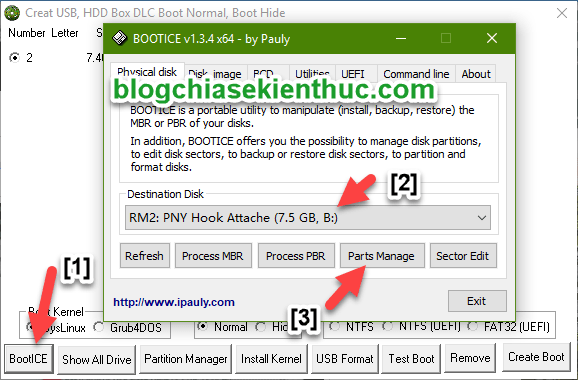 Creat USB, HDD Box DLC Boot Normal, Boot Hide
Number Letter
2 7.4
BOOTICE v1.3.4 x64 - by Pauly
Physical disk Disk image BCD Utilities UEFI Command line About
blogchiasekienthuc.com
BOOTICE is a portable utility to manipulate (install, backup, restore) the
MBR or PBR of your disks.
In addition, BOOTICE offers you the possibility to manage disk partitions,
to edit disk sectors, to backup or restore disk sectors, to partition and
format disks.
[2]
Destination Disk
RM2: PNY Hook Attache (7.5 GB, B:)
Refresh Process MBR Process PBR Parts Manage Sector Edit
[1]
[3]
http://www.ipauly.com
Exit
Boot Kernel
SysLinux Grub4DOS Normal Hid NTFS NTFS (UEFI) FAT32 (UEFI)
BootICE Show All Drive Partition Manager Install Kernel USB Format Test Boot Remove Create Boot